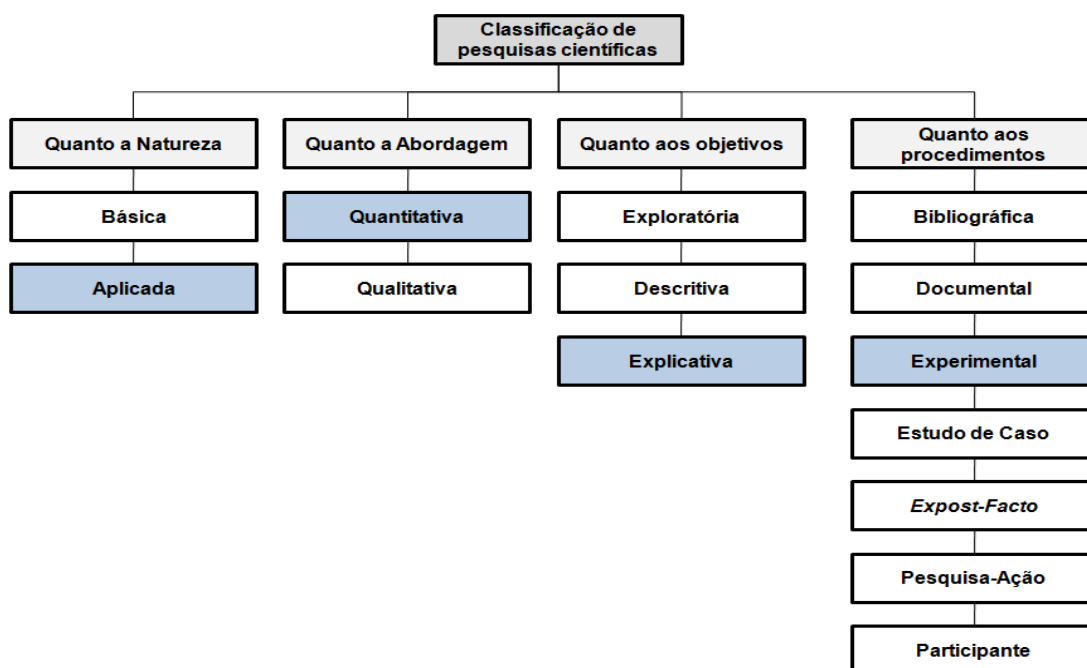 Classificação de
pesquisas científicas
Quanto a Natureza
Básica
Aplicada
Quanto a Abordagem
Quantitativa
Qualitativa
Quanto aos objetivos
Exploratória
Descritiva
Explicativa
Quanto aos
procedimentos
Bibliográfica
Documental
Experimental
Estudo de Caso
Expost-Facto
Pesquisa-Ação
Participante